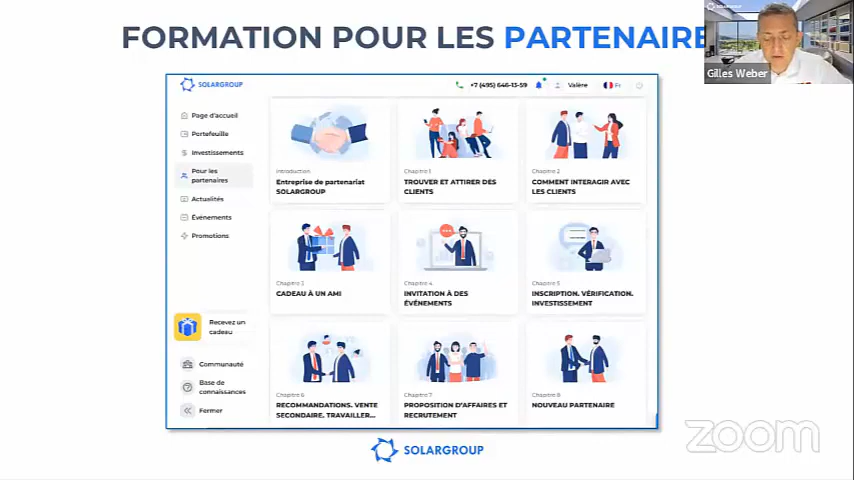 FORMATION POUR LES PARTENAIRE
SOLARGROUP
Gilles Weber
SOLARGROUP
+7 (495) 646-13-59
Valère
Fr
Page d'accueil
Portefeuille
Investissements
Pour les
partenaires
Actualités
Événements
Promotions
Recevez un
cadeau
Communauté
Base de
connaissances
Fermer
Introduction
Entreprise de partenariat
SOLARGROUP
Chapitre 1
TROUVER ET ATTIRER DES
CLIENTS
Chapitre 2
COMMENT INTERAGIR AVEC
LES CLIENTS
Chapitre 3
CADEAU À UN AMI
Chapitre 4
INVITATION À DES
ÉVÉNEMENTS
Chapitre 5
INSCRIPTION. VÉRIFICATION.
INVESTISSEMENT
Chapitre 6
RECOMMANDATIONS. VENTE
SECONDAIRE. TRAVAILLER...
Chapitre 7
PROPOSITION D'AFFAIRES ET
RECRUTEMENT
Chapitre 8
NOUVEAU PARTENAIRE
SOLARGROUP
zoom